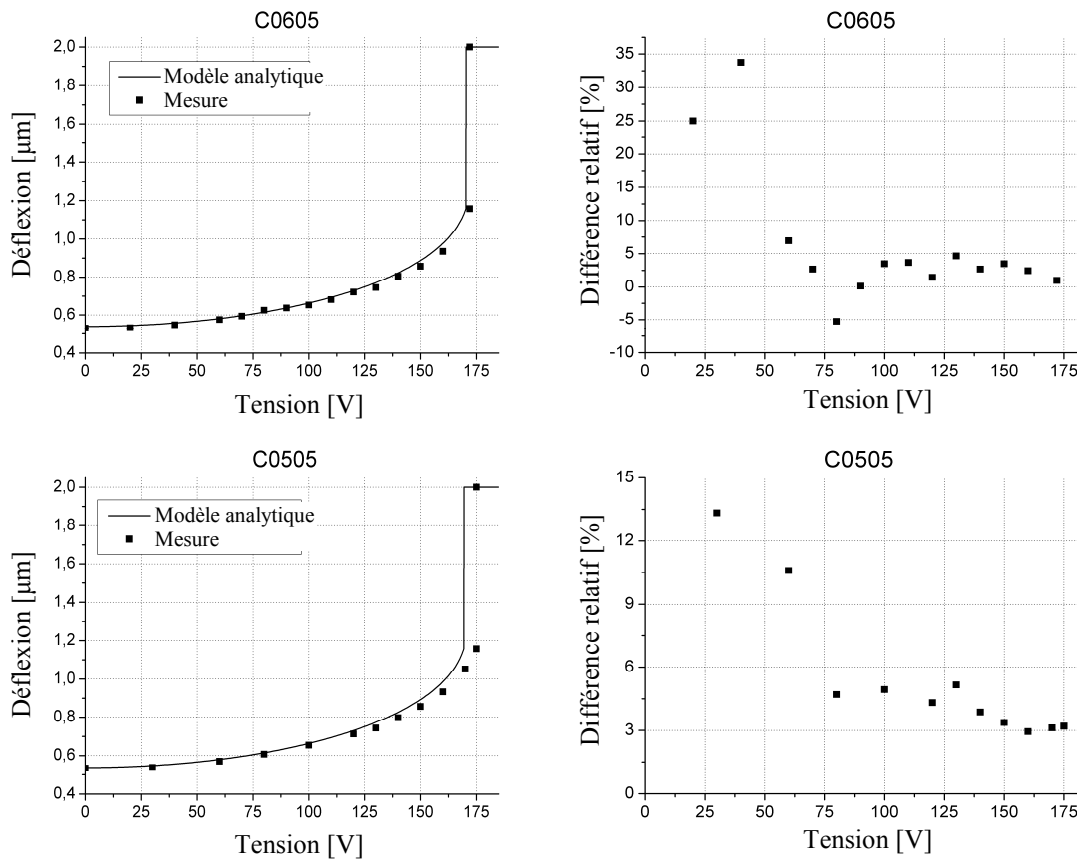 C0605
Déflexion [µm]
2,0
1,8
1,6
1,4
1,2
1,0
0,8
0,6
0,4
Modèle analytique
Mesure
0 25 50 75 100 125 150 175
Tension [V]
C0605
Différence relatif [%]
35
30
25
20
15
10
5
0
-5
-10
0 25 50 75 100 125 150 175
Tension [V]
C0505
Déflexion [µm]
2,0
1,8
1,6
1,4
1,2
1,0
0,8
0,6
0,4
Modèle analytique
Mesure
0 25 50 75 100 125 150 175
Tension [V]
C0505
Différence relatif [%]
15
12
9
6
3
0
0 25 50 75 100 125 150 175
Tension [V]